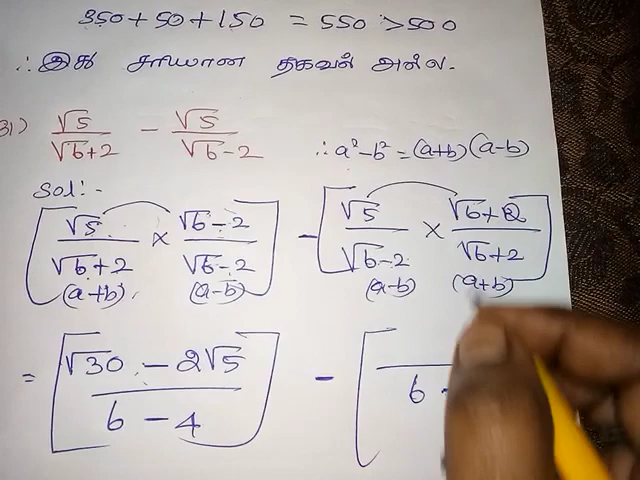 350 + 50 + 150 = 550 > 500
∴ இது சரியான தகவல் அல்ல.
31) √5/(√6+2) − √5/(√6−2) ∴ a² − b² = (a+b)(a−b)
Sol:-
[√5/(√6+2) × (√6−2)/(√6−2)] − [√5/(√6−2) × (√6+2)/(√6+2)]
(a+b) (a−b) (a−b) (a+b)
= [(√30 − 2√5)/(6 − 4)] − [ /6 -